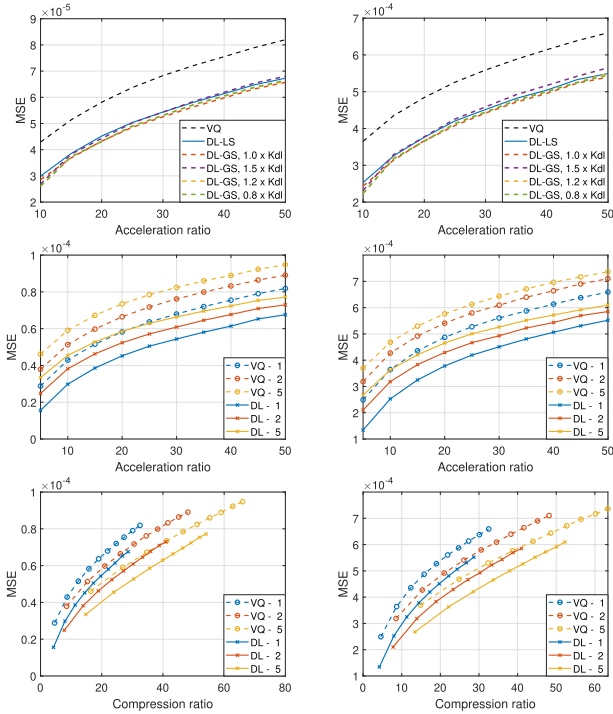 ×10⁻⁵
9
8
7
6
5
4
3
2
MSE
VQ
DL-LS
DL-GS, 1.0 x Kdl
DL-GS, 1.5 x Kdl
DL-GS, 1.2 x Kdl
DL-GS, 0.8 x Kdl
10 20 30 40 50
Acceleration ratio
×10⁻⁴
7
6
5
4
3
2
MSE
VQ
DL-LS
DL-GS, 1.0 x Kdl
DL-GS, 1.5 x Kdl
DL-GS, 1.2 x Kdl
DL-GS, 0.8 x Kdl
10 20 30 40 50
Acceleration ratio
×10⁻⁴
1
0.8
0.6
0.4
0.2
0
MSE
VQ - 1
VQ - 2
VQ - 5
DL - 1
DL - 2
DL - 5
10 20 30 40 50
Acceleration ratio
×10⁻⁴
7
6
5
4
3
2
1
MSE
VQ - 1
VQ - 2
VQ - 5
DL - 1
DL - 2
DL - 5
10 20 30 40 50
Acceleration ratio
×10⁻⁴
1
0.8
0.6
0.4
0.2
0
MSE
VQ - 1
VQ - 2
VQ - 5
DL - 1
DL - 2
DL - 5
0 20 40 60 80
Compression ratio
×10⁻⁴
8
7
6
5
4
3
2
1
MSE
VQ - 1
VQ - 2
VQ - 5
DL - 1
DL - 2
DL - 5
0 10 20 30 40 50 60
Compression ratio